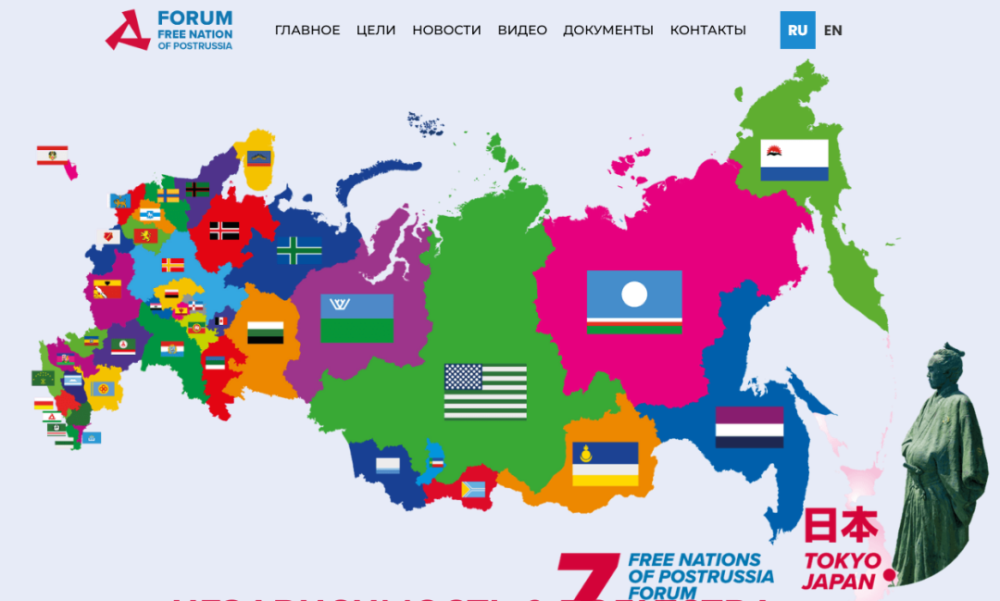 FORUM
FREE NATION
OF POSTRUSSIA
ГЛАВНОЕ ЦЕЛИ НОВОСТИ ВИДЕО ДОКУМЕНТЫ КОНТАКТЫ RU EN
日本
TOKYO
JAPAN
7 FREE NATIONS
OF POSTRUSSIA
FORUM